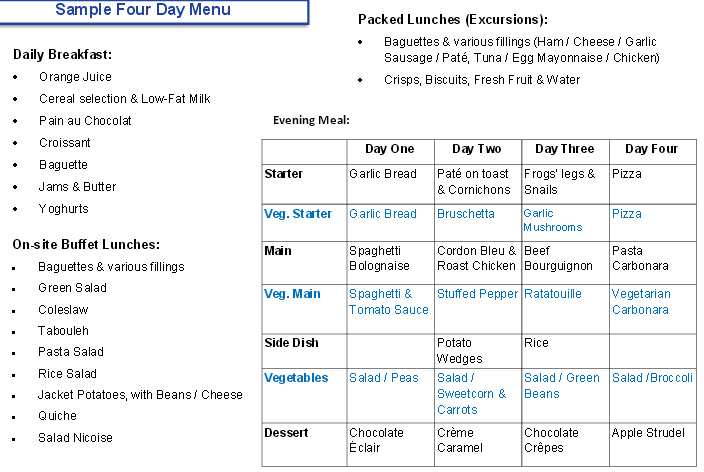 Sample Four Day Menu
Daily Breakfast:
Orange Juice
Cereal selection & Low-Fat Milk
Pain au Chocolat
Croissant
Baguette
Jams & Butter
Yoghurts
On-site Buffet Lunches:
Baguettes & various fillings
Green Salad
Coleslaw
Tabouleh
Pasta Salad
Rice Salad
Jacket Potatoes, with Beans / Cheese
Quiche
Salad Nicoise
Packed Lunches (Excursions):
Baguettes & various fillings (Ham / Cheese / Garlic
Sausage / Paté, Tuna / Egg Mayonnaise / Chicken)
Crisps, Biscuits, Fresh Fruit & Water
Evening Meal:
Day One Day Two Day Three Day Four
Starter Garlic Bread Paté on toast & Cornichons Frogs' legs & Snails Pizza
Veg. Starter Garlic Bread Bruschetta Garlic Mushrooms Pizza
Main Spaghetti Bolognaise Cordon Bleu & Roast Chicken Beef Bourguignon Pasta Carbonara
Veg. Main Spaghetti & Tomato Sauce Stuffed Pepper Ratatouille Vegetarian Carbonara
Side Dish Potato Wedges Rice
Vegetables Salad / Peas Salad / Sweetcorn & Carrots Salad / Green Beans Salad /Broccoli
Dessert Chocolate Éclair Crème Caramel Chocolate Crêpes Apple Strudel